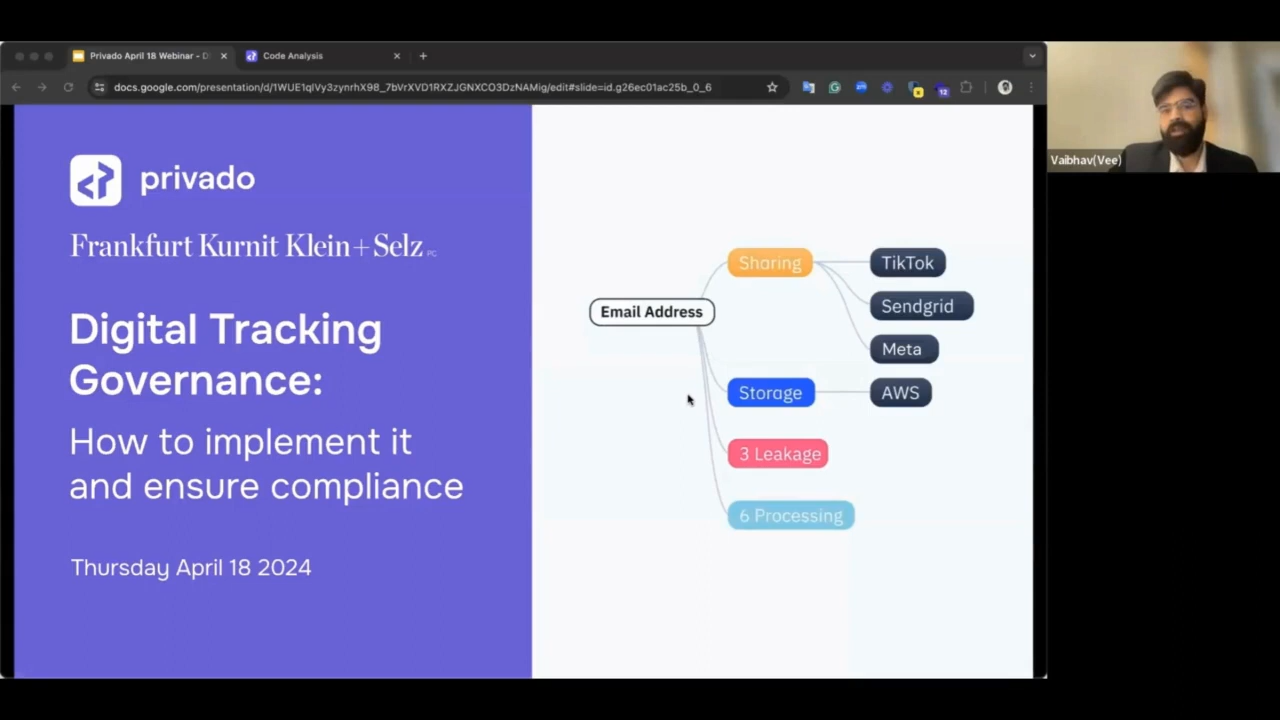 Privado April 18 Webinar - D
Code Analysis
docs.google.com/presentation/d/1WUE1qIVy3zynrhX98_7bVrXVD1RXZJGNXCO3DzNAMig/edit#slide=id.g26ec01ac25b_0_6
12
privado
Frankfurt Kurnit Klein+Selz PC
Digital Tracking
Governance:
How to implement it
and ensure compliance
Thursday April 18 2024
Email Address
Sharing
TikTok
Sendgrid
Meta
Storage
AWS
3 Leakage
6 Processing
Vaibhav(Vee)